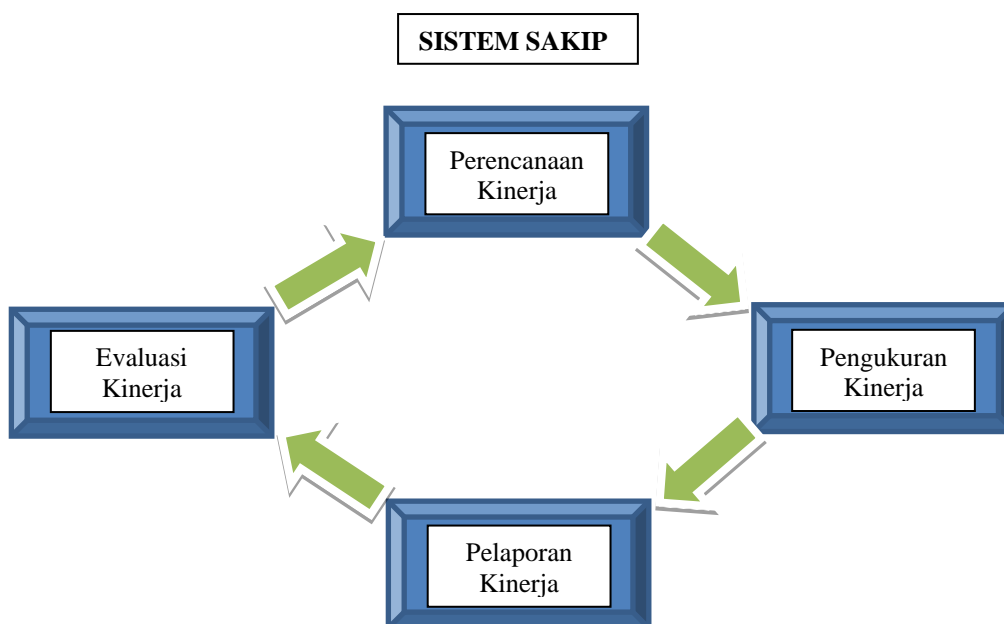 SISTEM SAKIP
Perencanaan
Kinerja
Pengukuran
Kinerja
Pelaporan
Kinerja
Evaluasi
Kinerja